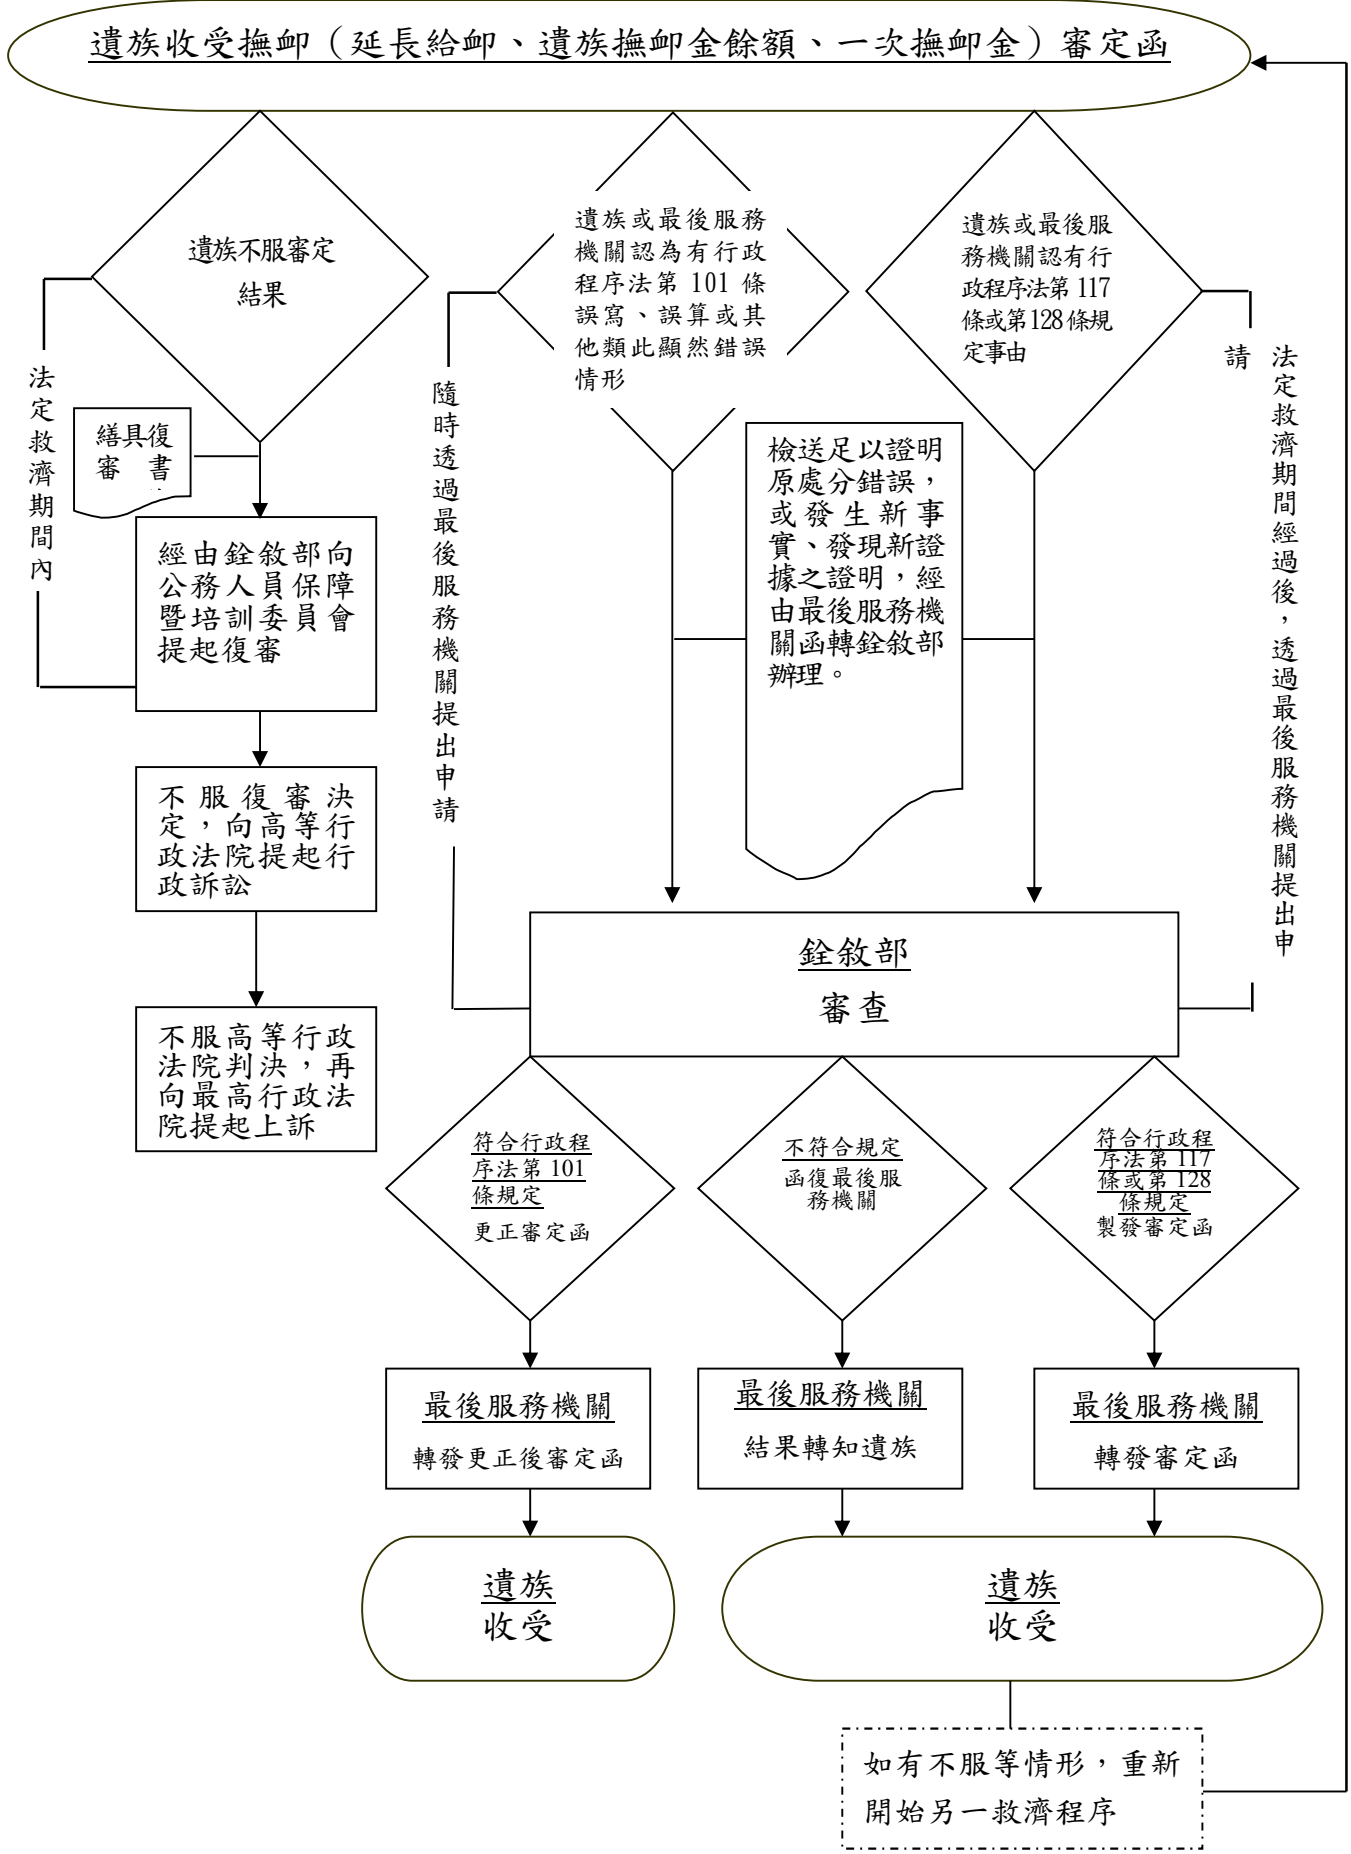 遺族收受撫卹（延長給卹、遺族撫卹金餘額、一次撫卹金）審定函
遺族不服審定
結果
法定救濟期間內
繕具復
審　書
經由銓敘部向
公務人員保障
暨培訓委員會
提起復審
不服復審決
定，向高等行
政法院提起行
政訴訟
不服高等行政
法院判決，再
向最高行政法
院提起上訴
遺族或最後服務
機關認為有行政
程序法第 101 條
誤寫、誤算或其
他類此顯然錯誤
情形
隨時透過最後服務機關提出申請
遺族或最後服
務機關認有行
政程序法第 117
條或第128條規
定事由
法定救濟期間經過後，透過最後服務機關提出申
請
檢送足以證明
原處分錯誤，
或發生新事
實、發現新證
據之證明，經
由最後服務機
關函轉銓敘部
辦理。
銓敘部
審查
符合行政程
序法第 101
條規定
更正審定函
不符合規定
函復最後服
務機關
符合行政程
序法第 117
條或第 128
條規定
製發審定函
最後服務機關
轉發更正後審定函
最後服務機關
結果轉知遺族
最後服務機關
轉發審定函
遺族
收受
遺族
收受
如有不服等情形，重新
開始另一救濟程序